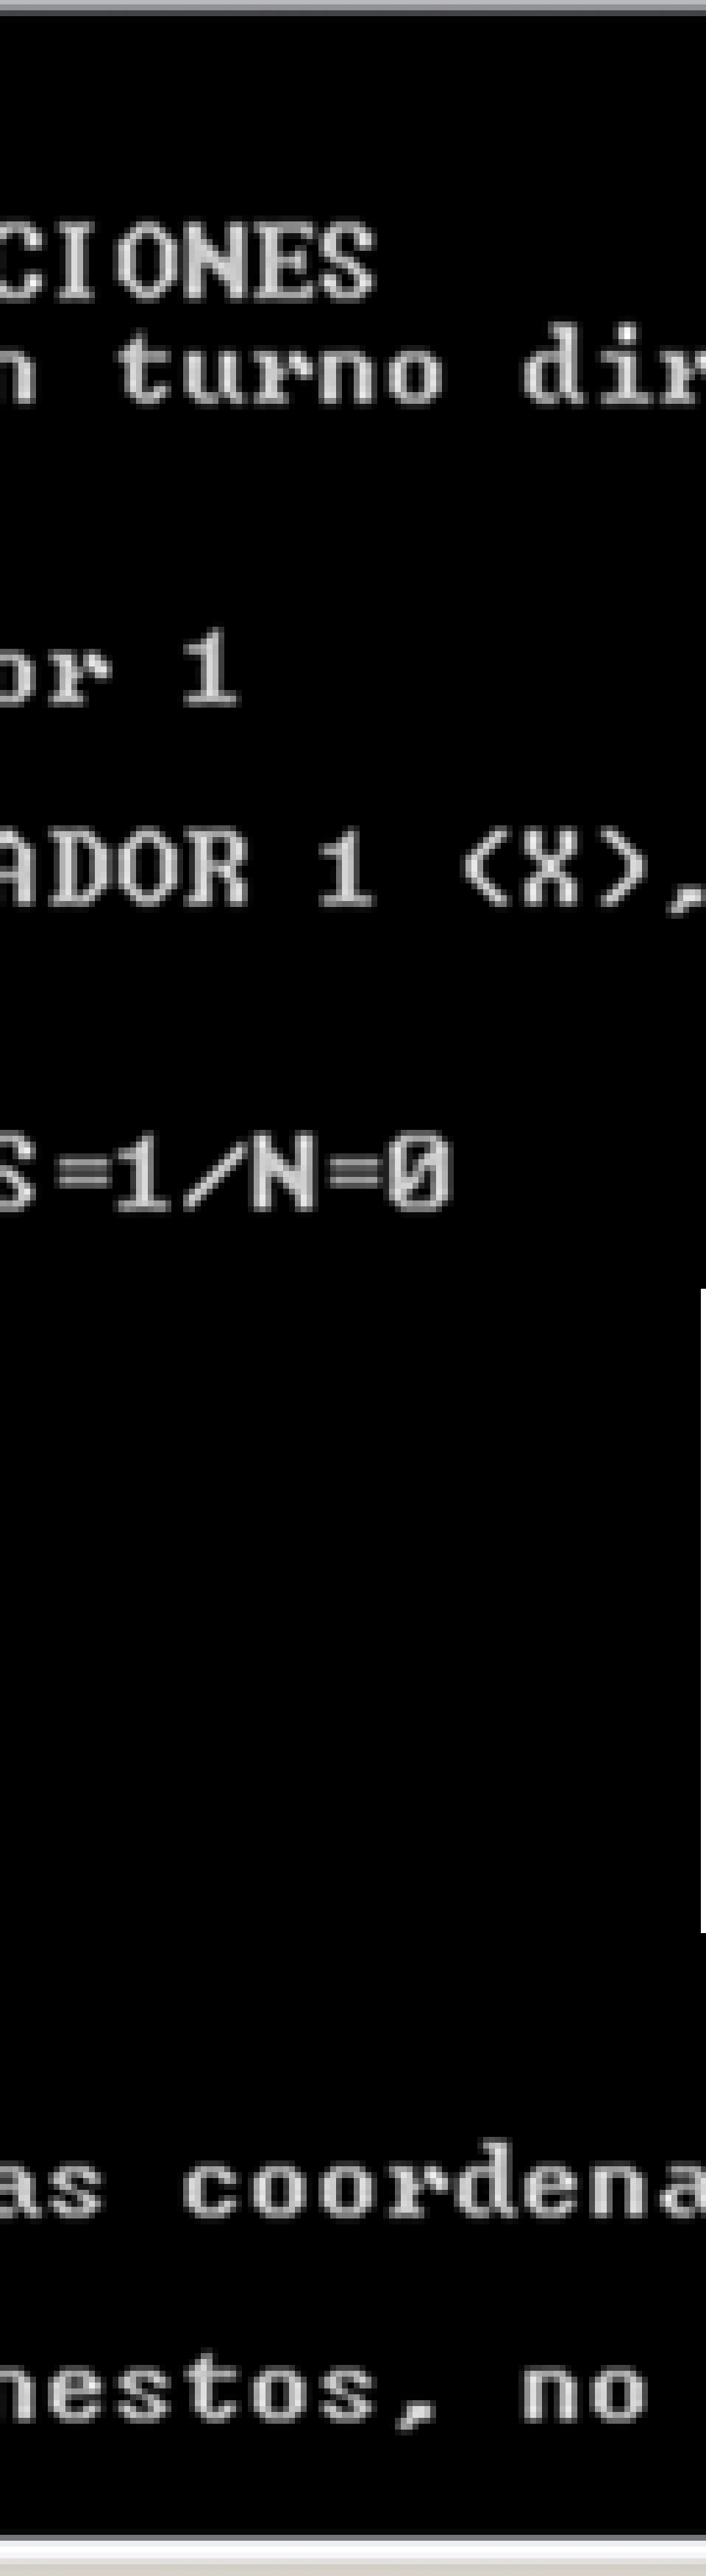 CIONES
n turno dir
or 1
ADOR 1 (X),
S=1/N=0
as coordena
nestos, no